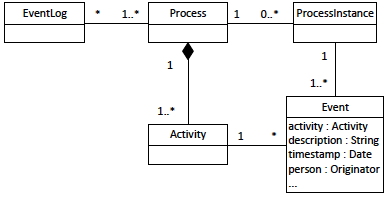 EventLog
*
1..*
Process
1
0..*
ProcessInstance
1
1..*
1
1..*
Activity
1
*
Event
activity : Activity
description : String
timestamp : Date
person : Originator
...